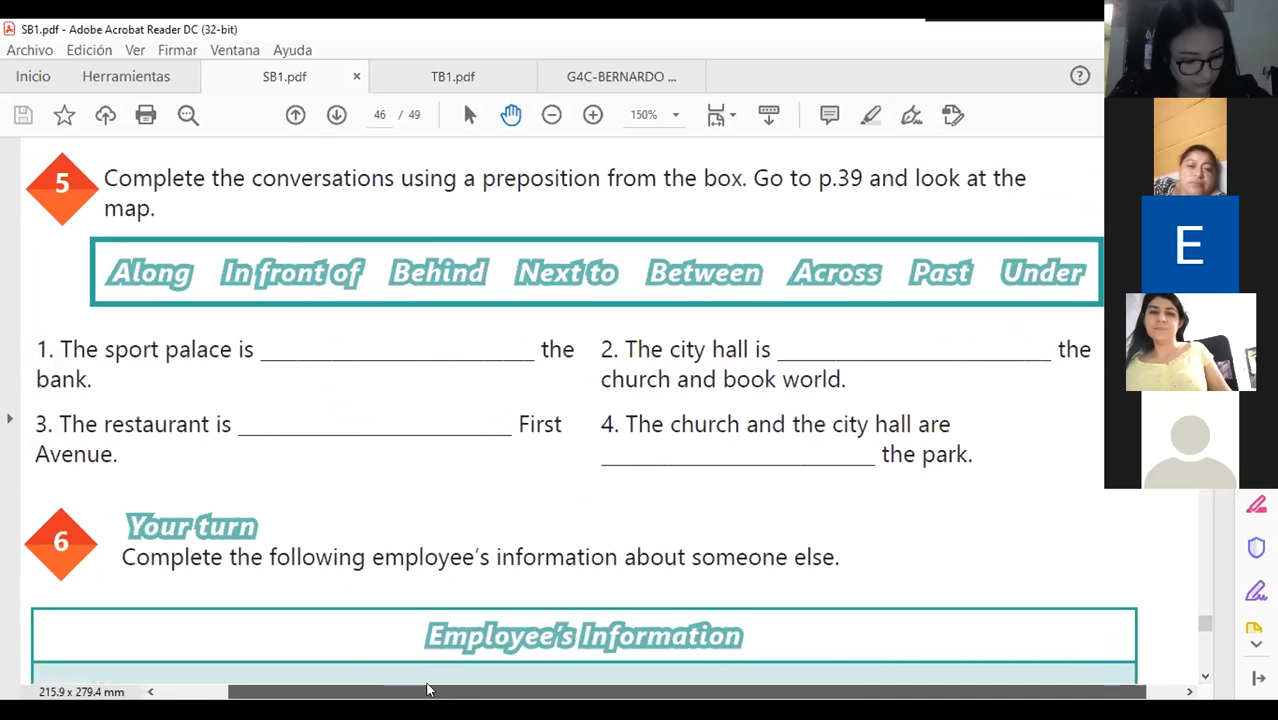 SB1.pdf - Adobe Acrobat Reader DC (32-bit)
Archivo Edición Ver Firmar Ventana Ayuda
Inicio Herramientas SB1.pdf × TB1.pdf G4C-BERNARDO ...
46 / 49 150%
5 Complete the conversations using a preposition from the box. Go to p.39 and look at the
map.
Along In front of Behind Next to Between Across Past Under
1. The sport palace is __________________________ the
bank.
2. The city hall is __________________________ the
church and book world.
3. The restaurant is __________________________ First
Avenue.
4. The church and the city hall are
__________________________ the park.
6 Your turn
Complete the following employee's information about someone else.
Employee's Information
215.9 x 279.4 mm
E